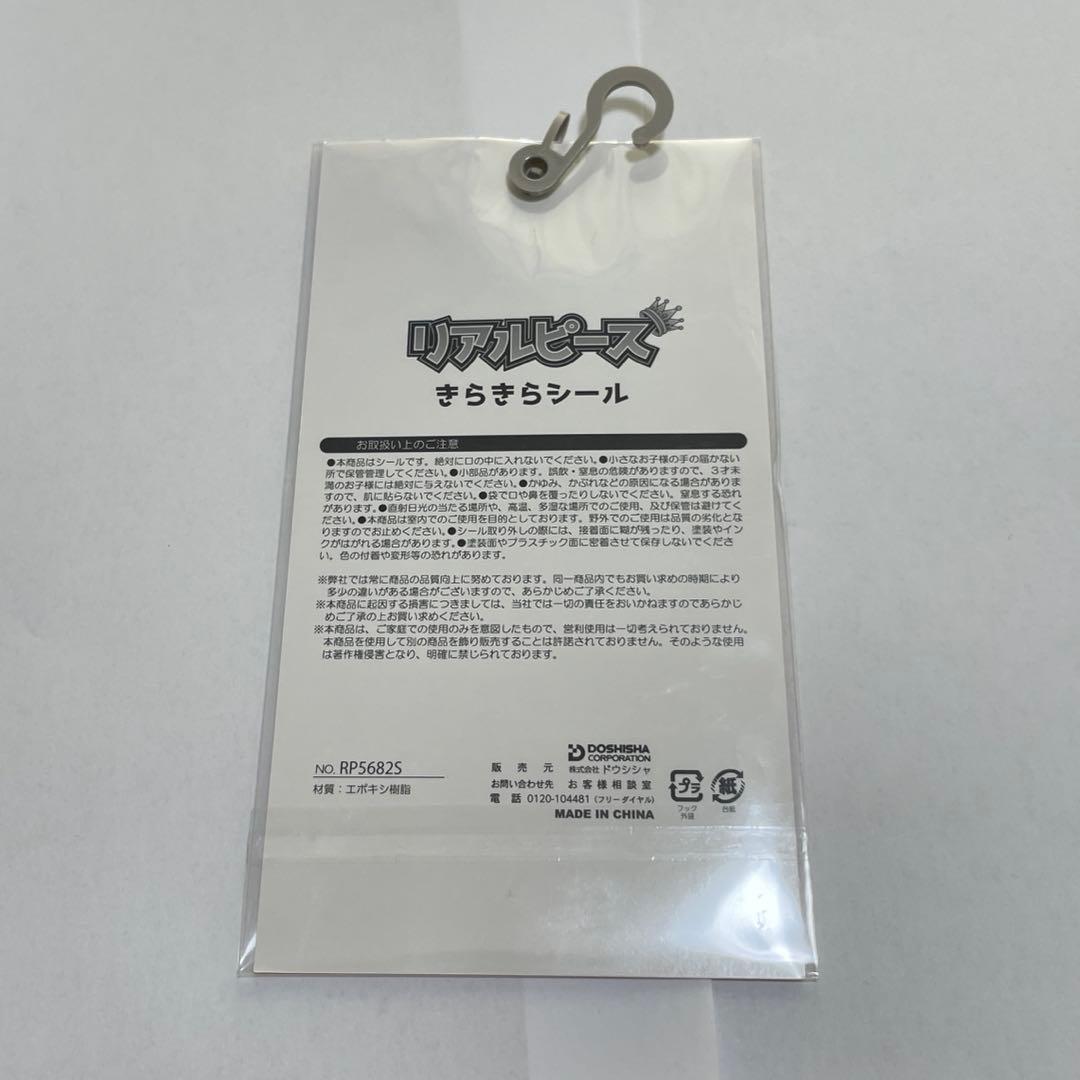 リアルピース
きらきらシール
お取扱い上のご注意
●本商品はシールです。絶対に口の中に入れないでください。●小さなお子様の手の届かない
所で保管管理してください。●小部品があります。誤飲・窒息の危険がありますので、3才未
満のお子様には絶対に与えないでください。●かゆみ、かぶれなどの原因になる場合がありま
すので、肌に貼らないでください。●袋で口や鼻を覆ったりしないでください。窒息する恐れ
があります。●直射日光の当たる場所や、高温、多湿な場所でのご使用、及び保管は避けてく
ださい。●本商品は室内でのご使用を目的としております。野外でのご使用は品質の劣化とな
りますのでお止めください。●シール取り外しの際には、接着面に糊が残ったり、塗装やイン
クがはがれる場合があります。●塗装面やプラスチック面に密着させて保存しないでくださ
い。色の付着や変形等の恐れがあります。
※弊社では常に商品の品質向上に努めております。同一商品内でもお買い求めの時期により
多少の違いがある場合がございますので、あらかじめご了承ください。
※本商品に起因する損害につきましては、当社では一切の責任をおいかねますのであらかじ
めご了承の上お買い求めください。
※本商品は、ご家庭での使用のみを意図したもので、営利使用は一切考えられておりません。
本商品を使用して別の商品を飾り販売することは許諾されておりません。そのような使用
は著作権侵害となり、明確に禁じられております。
NO. RP5682S
材質：エポキシ樹脂
DOSHISHA
CORPORATION
販売元 株式会社 ドウシシャ
お問い合わせ先 お客様相談室
電話 0120-104481（フリーダイヤル）
MADE IN CHINA
プラ
フック
外袋
紙
台紙